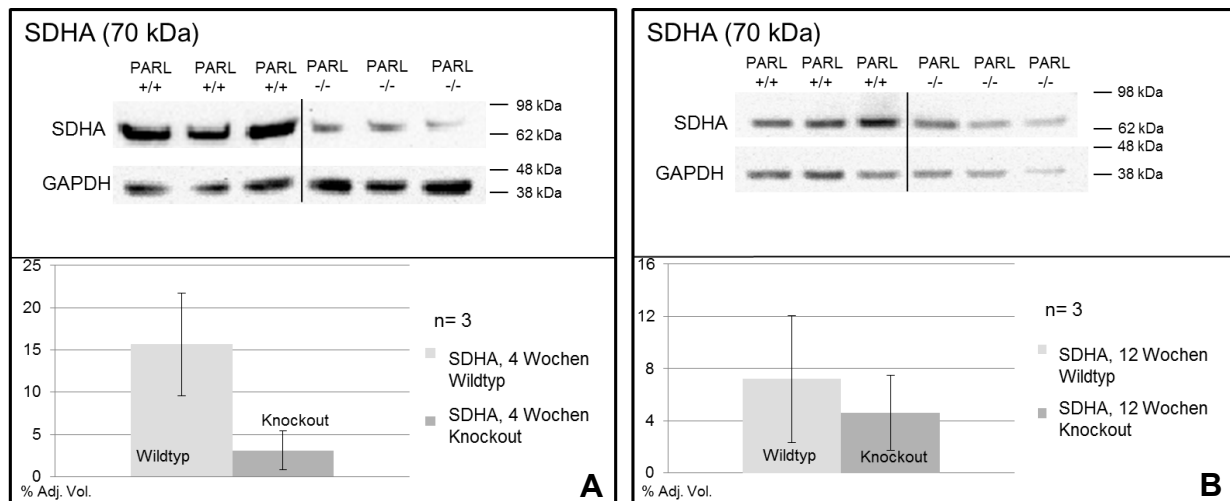 SDHA (70 kDa)
PARL PARL PARL PARL PARL PARL
+/+ +/+ +/+ -/- -/- -/-
98 kDa
SDHA
62 kDa
48 kDa
GAPDH
38 kDa
25
20
15
10
5
0
Wildtyp
Knockout
% Adj. Vol.
n= 3
SDHA, 4 Wochen
Wildtyp
SDHA, 4 Wochen
Knockout
A
SDHA (70 kDa)
PARL PARL PARL PARL PARL PARL
+/+ +/+ +/+ -/- -/- -/-
98 kDa
SDHA
62 kDa
48 kDa
GAPDH
38 kDa
16
12
8
4
0
Wildtyp
Knockout
% Adj. Vol.
n= 3
SDHA, 12 Wochen
Wildtyp
SDHA, 12 Wochen
Knockout
B